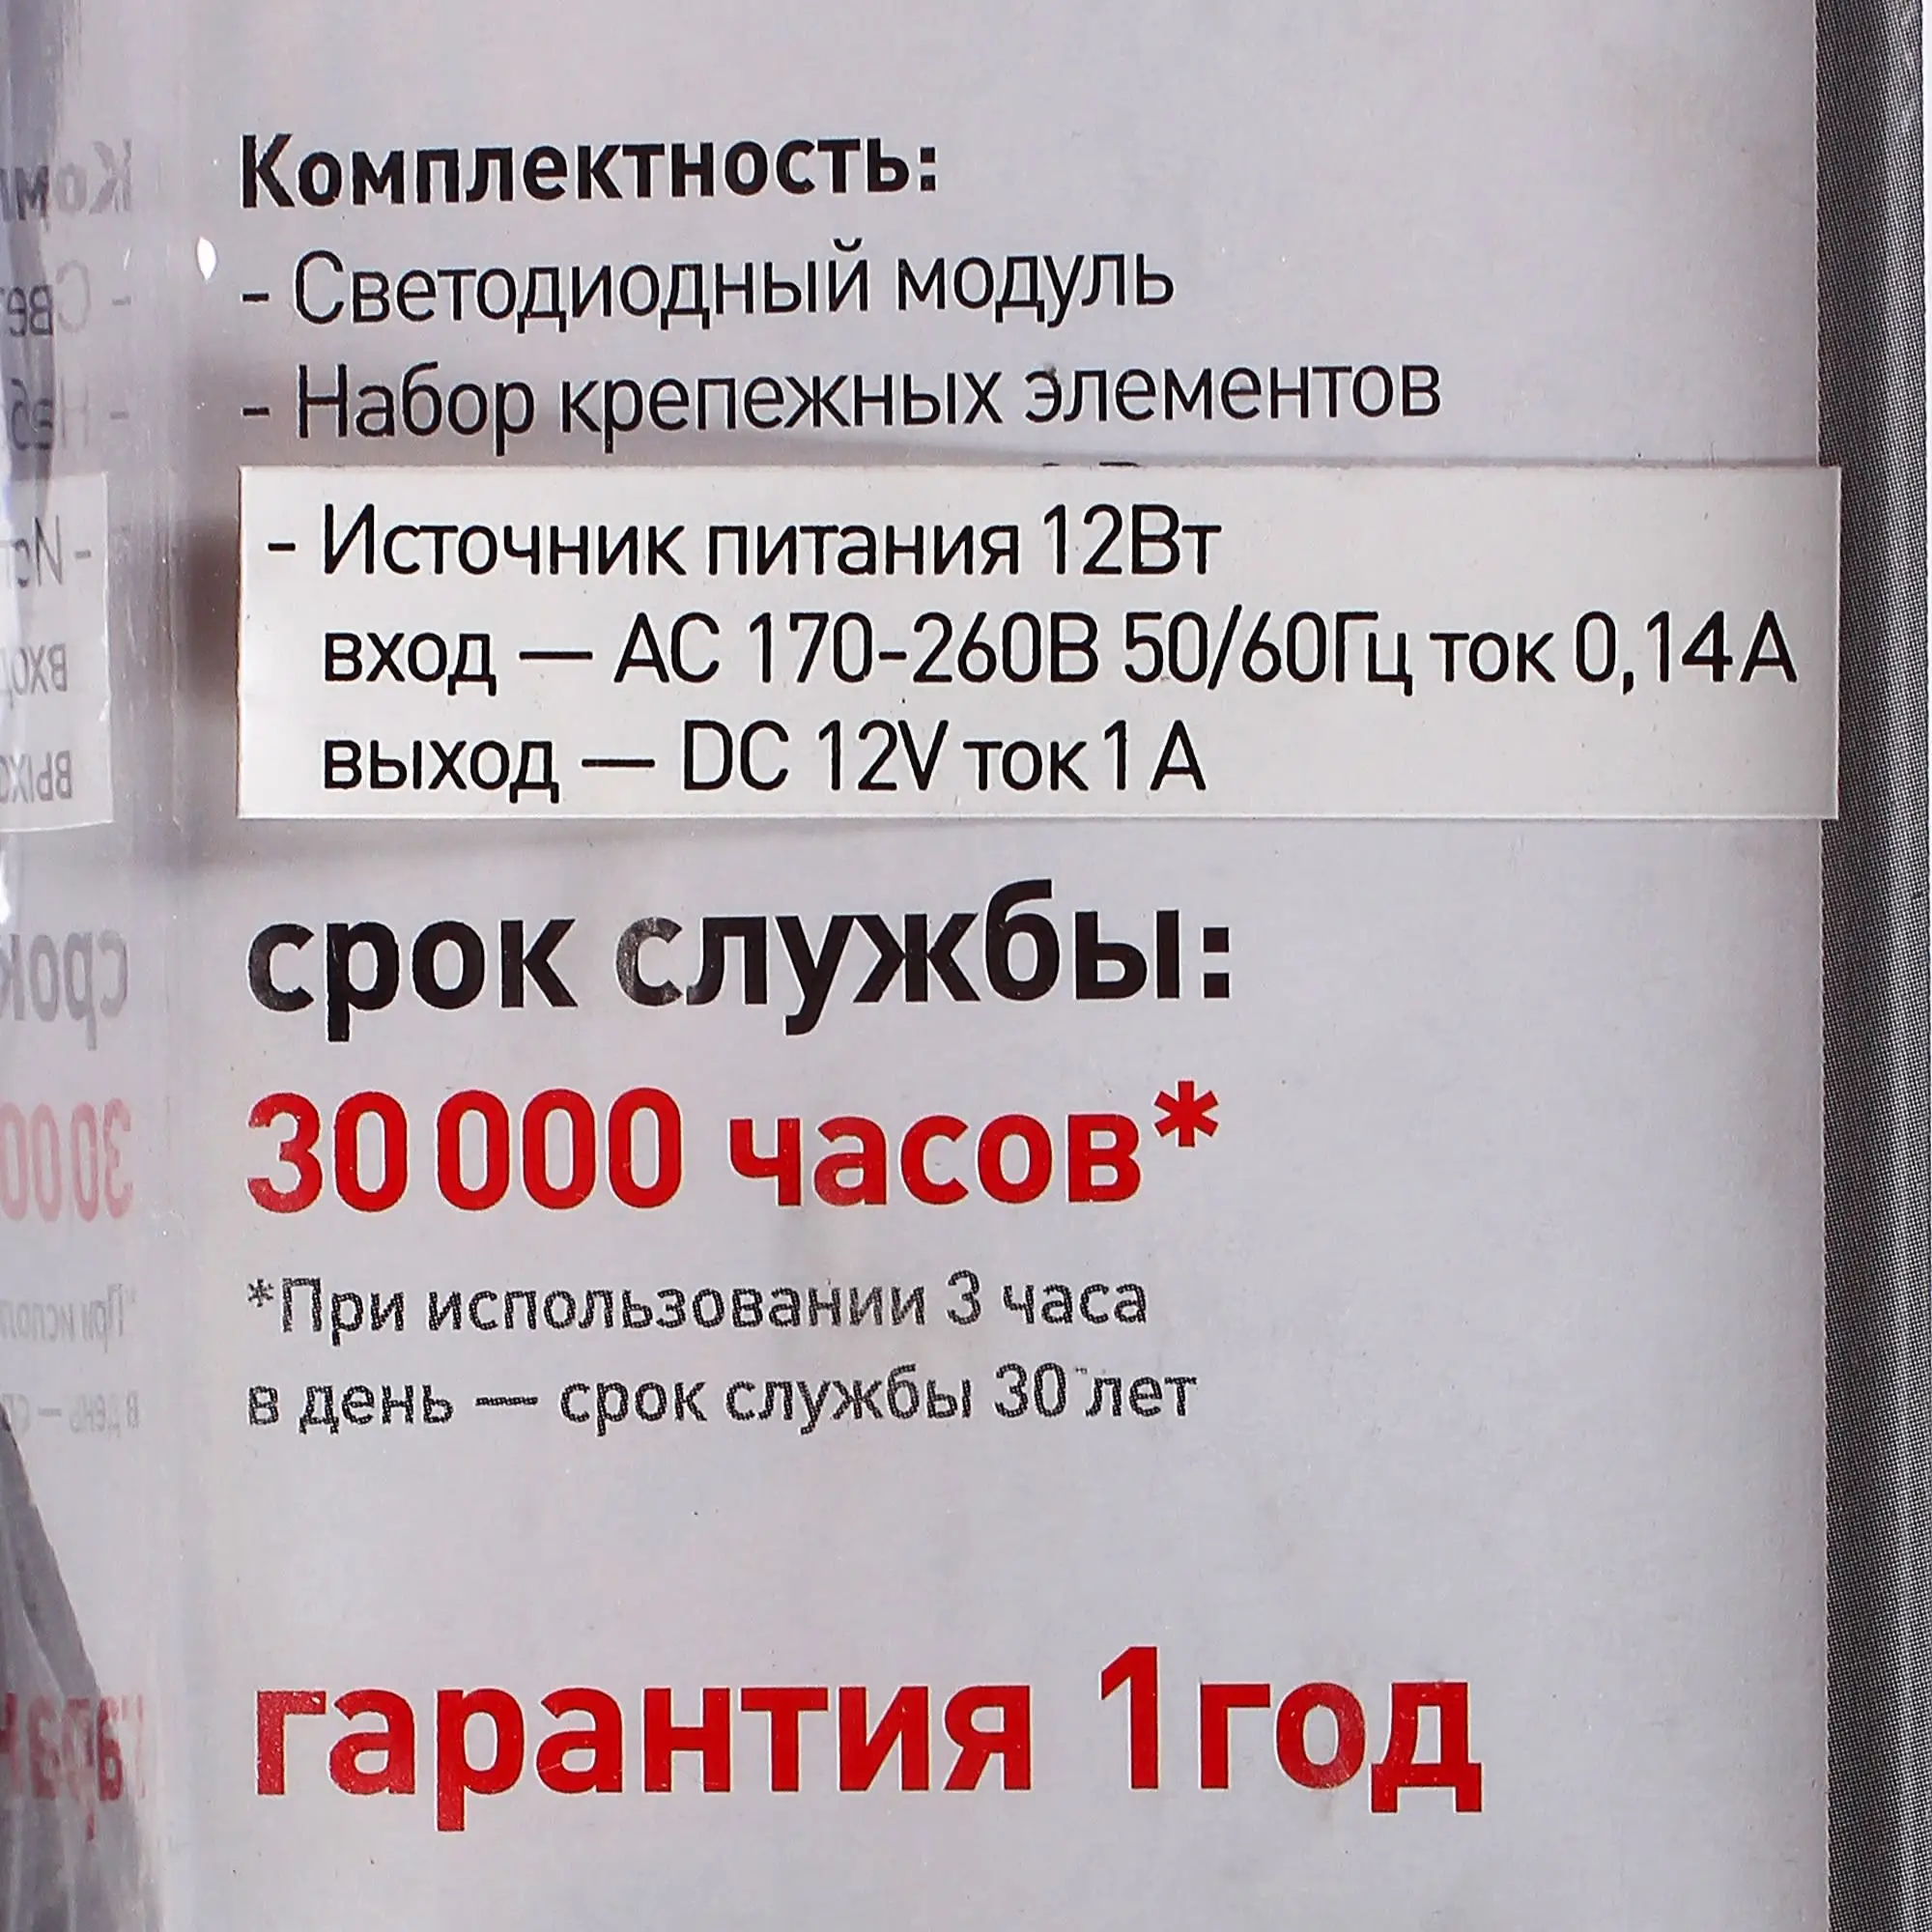 Комплектность:
- Светодиодный модуль
- Набор крепежных элементов
- Источник питания 12Вт
вход — AC 170-260В 50/60Гц ток 0,14А
выход — DC 12V ток 1 А
срок службы:
30 000 часов*
*При использовании 3 часа
в день — срок службы 30 лет
гарантия 1год